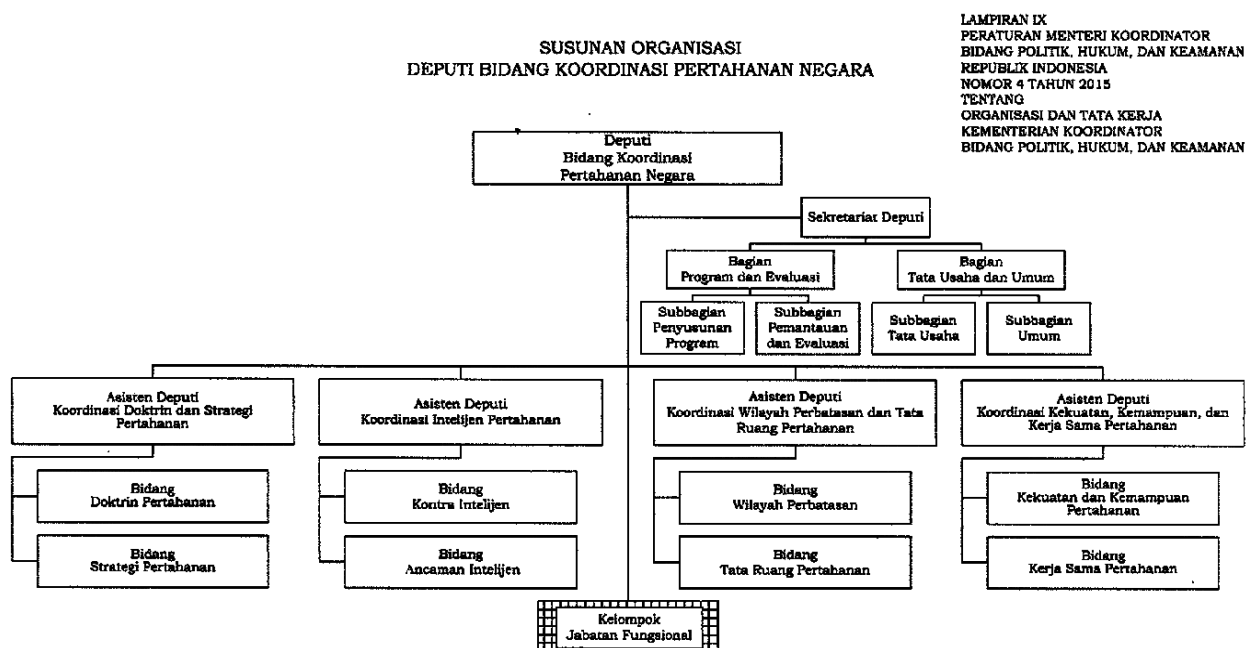 LAMPIRAN IX
PERATURAN MENTERI KOORDINATOR
BIDANG POLITIK, HUKUM, DAN KEAMANAN
REPUBLIK INDONESIA
NOMOR 4 TAHUN 2015
TENTANG
ORGANISASI DAN TATA KERJA
KEMENTERIAN KOORDINATOR
BIDANG POLITIK, HUKUM, DAN KEAMANAN
SUSUNAN ORGANISASI
DEPUTI BIDANG KOORDINASI PERTAHANAN NEGARA
Deputi
Bidang Koordinasi
Pertahanan Negara
Sekretariat Deputi
Bagian
Program dan Evaluasi
Bagian
Tata Usaha dan Umum
Subbagian
Penyusunan
Program
Subbagian
Pemantauan
dan Evaluasi
Subbagian
Tata Usaha
Subbagian
Umum
Asisten Deputi
Koordinasi Doktrin dan Strategi
Pertahanan
Asisten Deputi
Koordinasi Intelijen Pertahanan
Asisten Deputi
Koordinasi Wilayah Perbatasan dan Tata
Ruang Pertahanan
Asisten Deputi
Koordinasi Kekuatan, Kemampuan, dan
Kerja Sama Pertahanan
Bidang
Doktrin Pertahanan
Bidang
Kontra Intelijen
Bidang
Wilayah Perbatasan
Bidang
Kekuatan dan Kemampuan
Pertahanan
Bidang
Strategi Pertahanan
Bidang
Ancaman Intelijen
Bidang
Tata Ruang Pertahanan
Bidang
Kerja Sama Pertahanan
Kelompok
Jabatan Fungsional